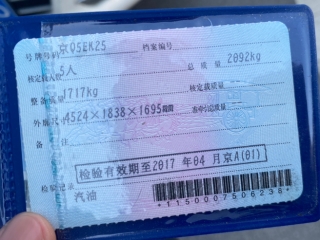 号牌号码 京Q5EK25 档案编号
核定载人数 5人 总质量 2092kg
整备质量 1717kg 核定载质量
外廓尺寸 4524×1838×1695mm 准牵引总质量
备注
检验有效期至2017 年04 月京A(01)
检验记录
汽油
*1150007506238*